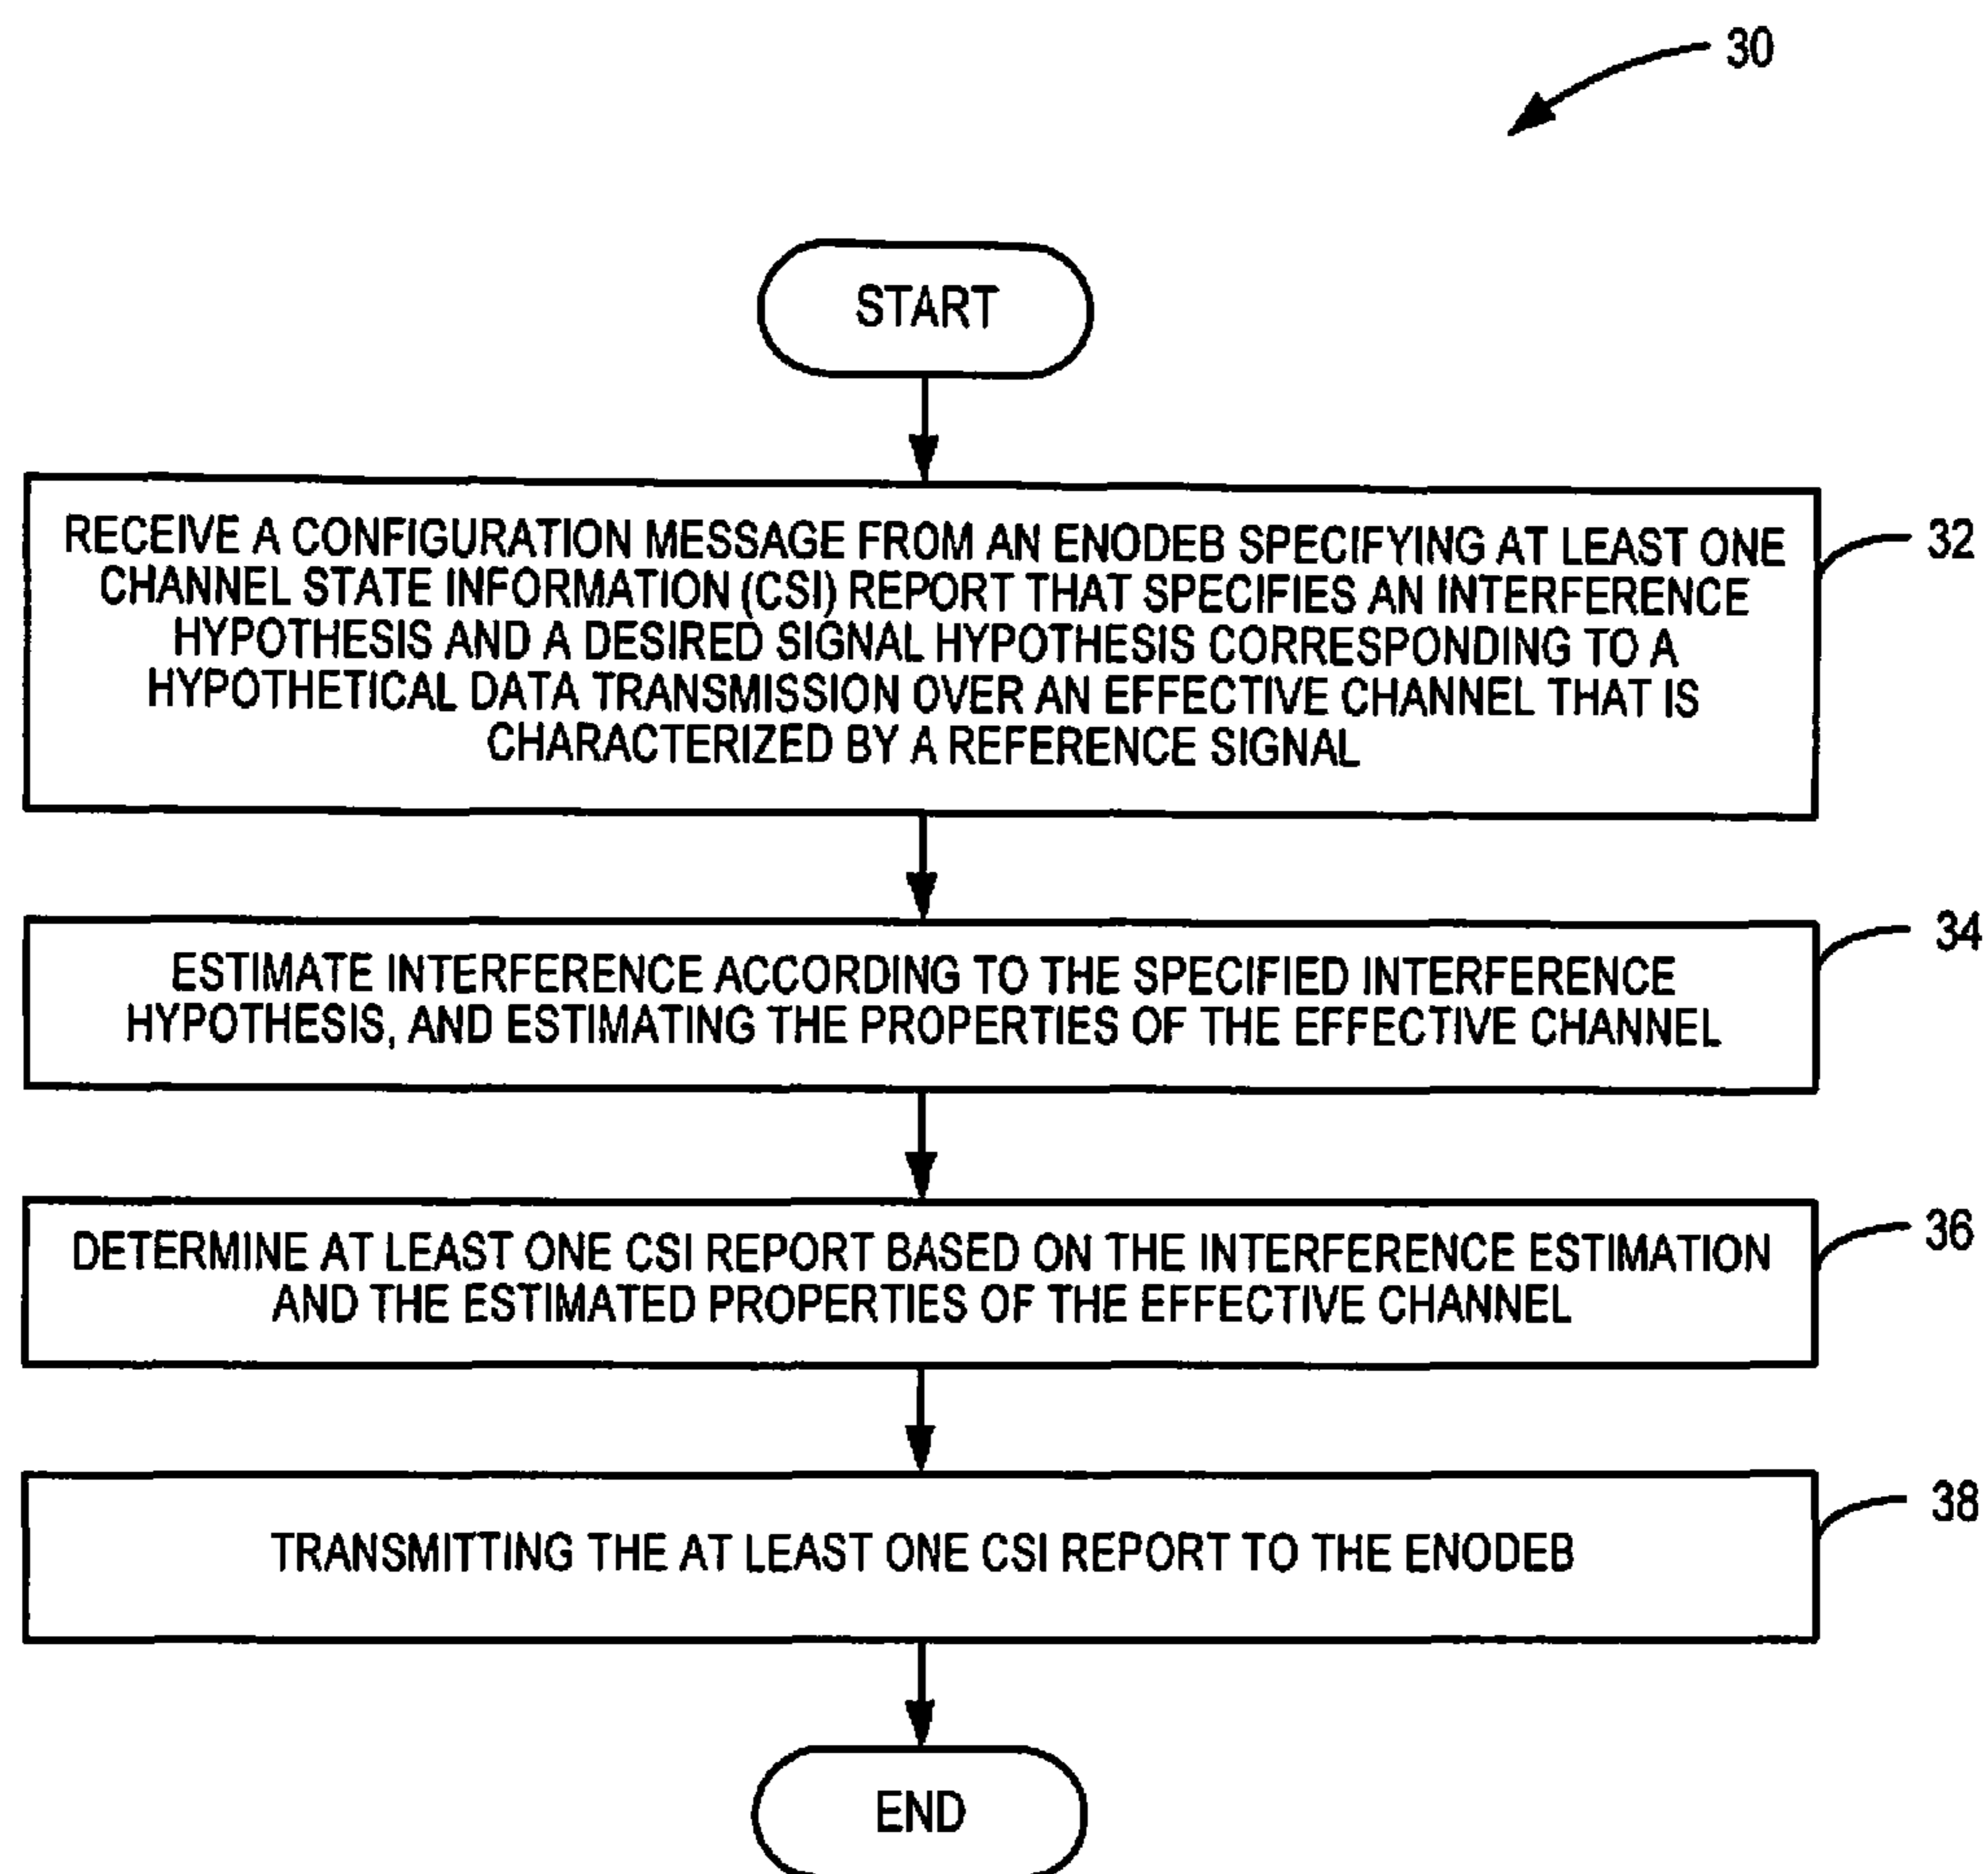 30
START
RECEIVE A CONFIGURATION MESSAGE FROM AN ENODEB SPECIFYING AT LEAST ONE
CHANNEL STATE INFORMATION (CSI) REPORT THAT SPECIFIES AN INTERFERENCE
HYPOTHESIS AND A DESIRED SIGNAL HYPOTHESIS CORRESPONDING TO A
HYPOTHETICAL DATA TRANSMISSION OVER AN EFFECTIVE CHANNEL THAT IS
CHARACTERIZED BY A REFERENCE SIGNAL
32
ESTIMATE INTERFERENCE ACCORDING TO THE SPECIFIED INTERFERENCE
HYPOTHESIS, AND ESTIMATING THE PROPERTIES OF THE EFFECTIVE CHANNEL
34
DETERMINE AT LEAST ONE CSI REPORT BASED ON THE INTERFERENCE ESTIMATION
AND THE ESTIMATED PROPERTIES OF THE EFFECTIVE CHANNEL
36
TRANSMITTING THE AT LEAST ONE CSI REPORT TO THE ENODEB
38
END